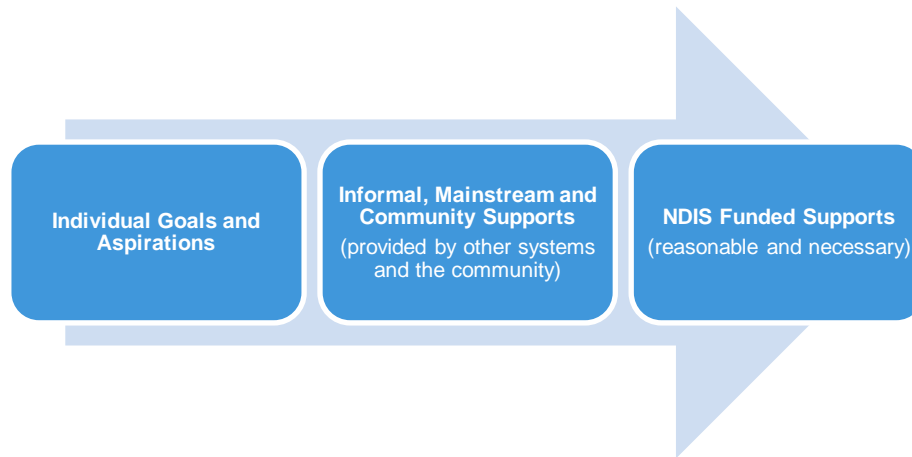 Individual Goals and
Aspirations
Informal, Mainstream and
Community Supports
(provided by other systems
and the community)
NDIS Funded Supports
(reasonable and necessary)